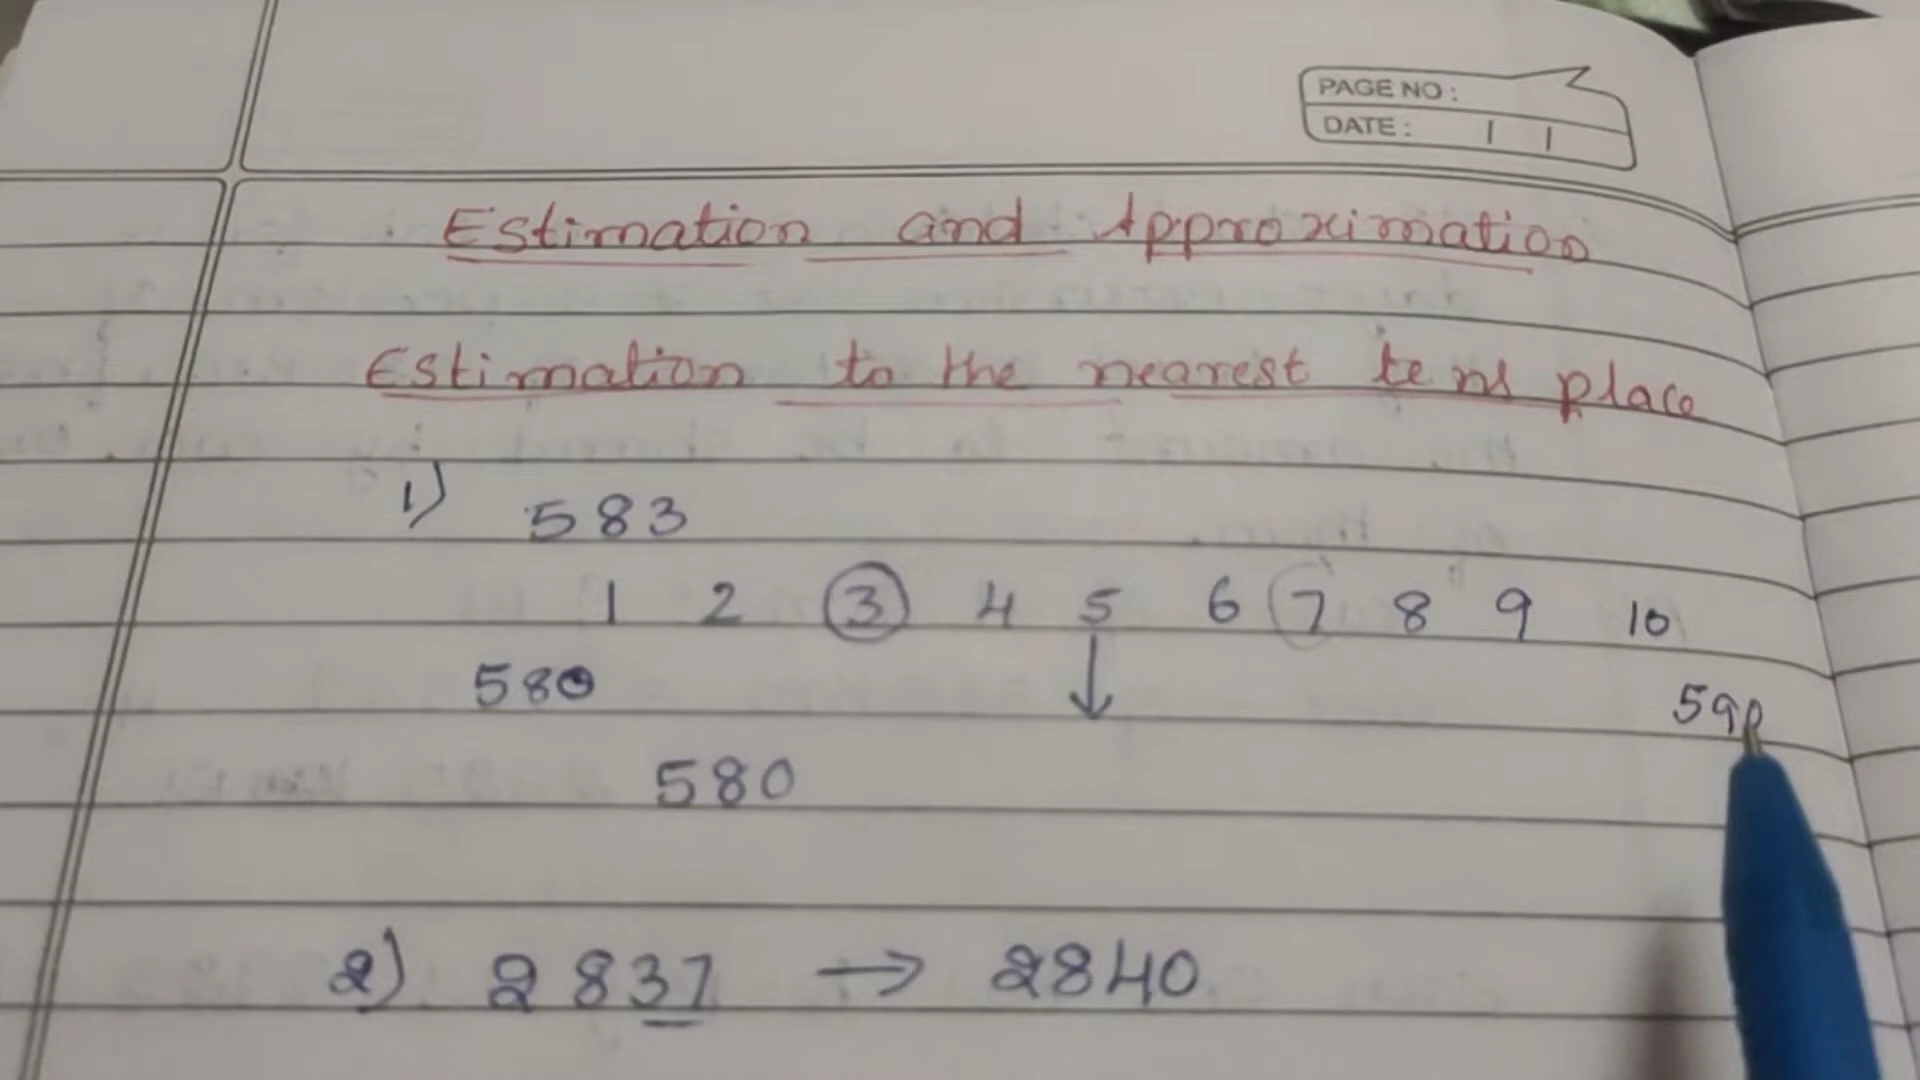 PAGE NO :
DATE :
Estimation and Approximation
Estimation to the nearest tens place
1) 583
1 2 3 4 5 6 7 8 9 10
580 590
580
2) 2837 → 2840